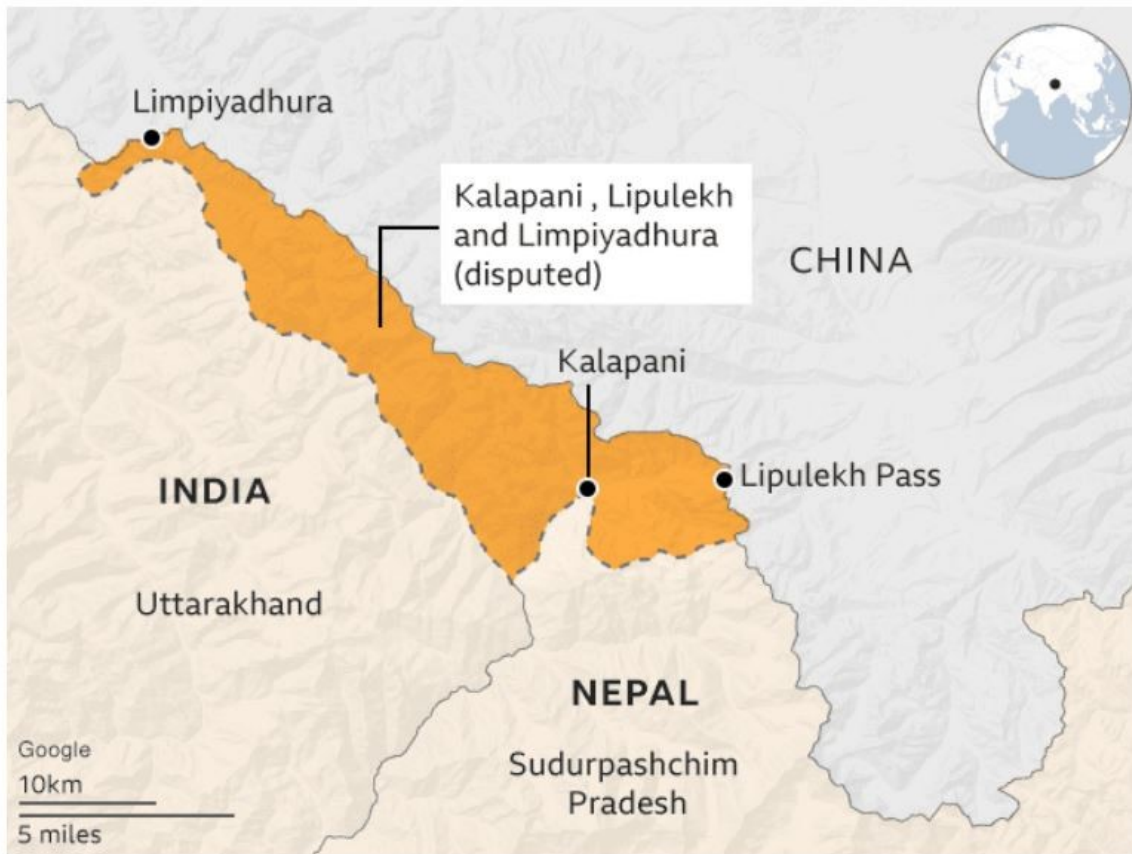 Limpiyadhura
Kalapani , Lipulekh
and Limpiyadhura
(disputed)
CHINA
Kalapani
Lipulekh Pass
INDIA
Uttarakhand
NEPAL
Sudurpashchim
Pradesh
Google
10km
5 miles